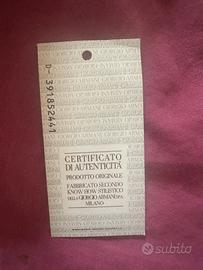 D- 391852441
CERTIFICATO
DI AUTENTICITÀ
PRODOTTO ORIGINALE
FABBRICATO SECONDO
KNOW HOW STILISTICO
DELLA GIORGIO ARMANI S.P.A.
MILANO
subito